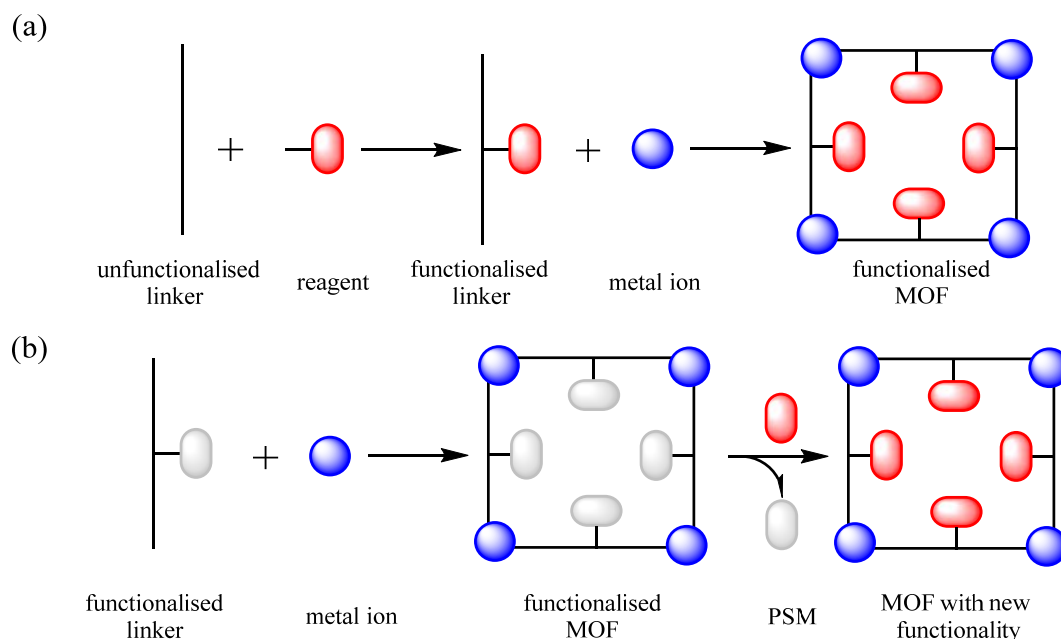 (a)
+
+
unfunctionalised
linker
reagent
functionalised
linker
metal ion
functionalised
MOF
(b)
+
functionalised
linker
metal ion
functionalised
MOF
PSM
MOF with new
functionality